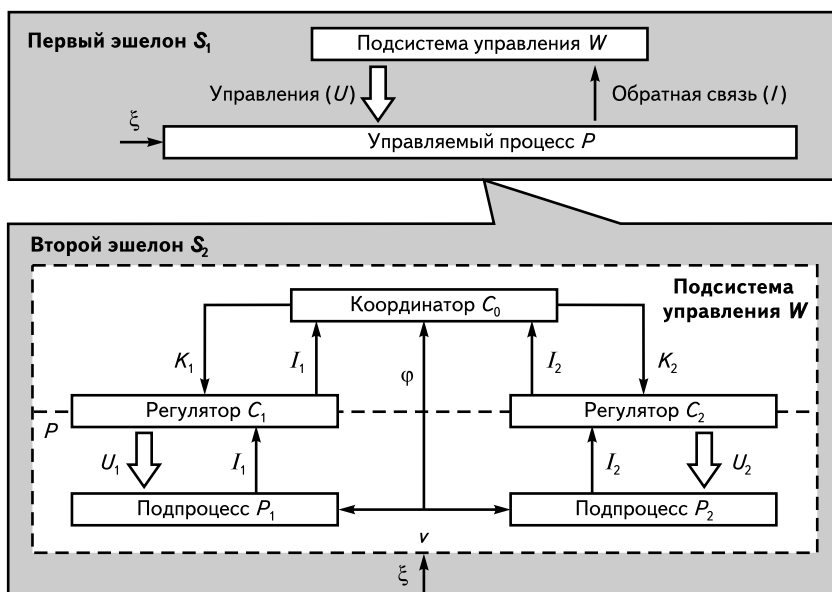 Первый эшелон S₁
Подсистема управления W
Управления (U)
Обратная связь (I)
ξ
Управляемый процесс P
Второй эшелон S₂
Подсистема
управления W
Координатор C₀
K₁
I₁
φ
I₂
K₂
Регулятор C₁
Регулятор C₂
P
U₁
I₁
I₂
U₂
Подпроцесс P₁
Подпроцесс P₂
v
ξ